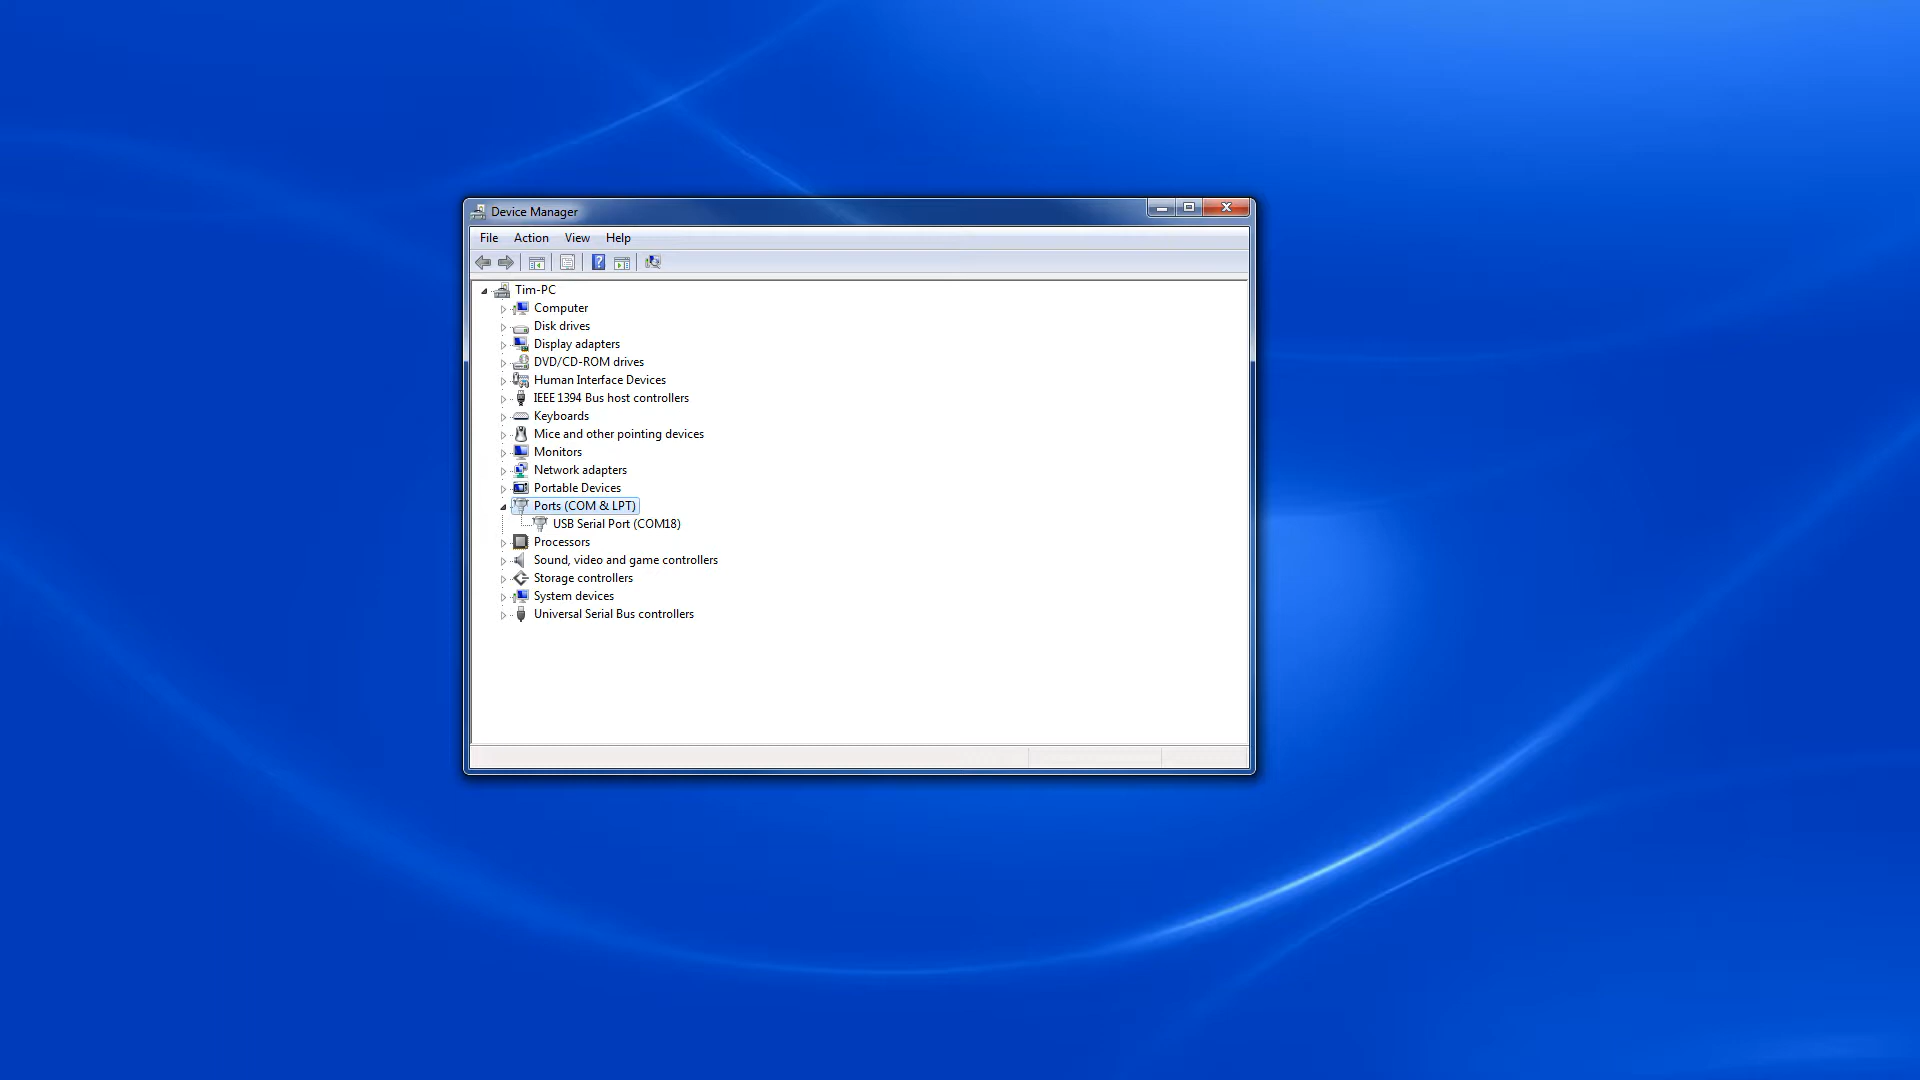 Device Manager
File Action View Help
Tim-PC
Computer
Disk drives
Display adapters
DVD/CD-ROM drives
Human Interface Devices
IEEE 1394 Bus host controllers
Keyboards
Mice and other pointing devices
Monitors
Network adapters
Portable Devices
Ports (COM & LPT)
USB Serial Port (COM18)
Processors
Sound, video and game controllers
Storage controllers
System devices
Universal Serial Bus controllers